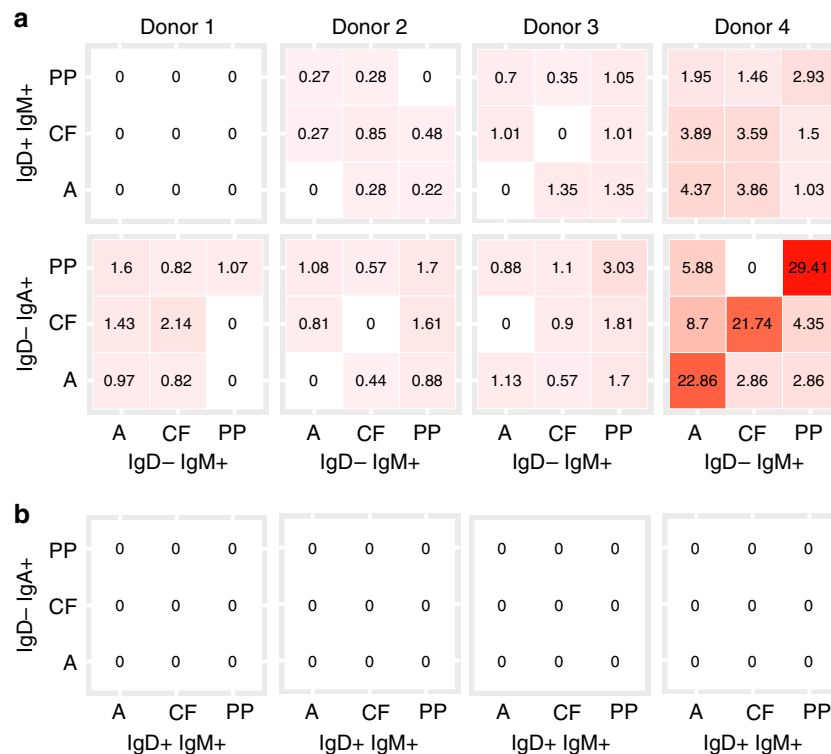 a
Donor 1 Donor 2 Donor 3 Donor 4
IgD+ IgM+
PP 0 0 0 0.27 0.28 0 0.7 0.35 1.05 1.95 1.46 2.93
CF 0 0 0 0.27 0.85 0.48 1.01 0 1.01 3.89 3.59 1.5
A 0 0 0 0 0.28 0.22 0 1.35 1.35 4.37 3.86 1.03
IgD− IgA+
PP 1.6 0.82 1.07 1.08 0.57 1.7 0.88 1.1 3.03 5.88 0 29.41
CF 1.43 2.14 0 0.81 0 1.61 0 0.9 1.81 8.7 21.74 4.35
A 0.97 0.82 0 0 0.44 0.88 1.13 0.57 1.7 22.86 2.86 2.86
A CF PP A CF PP A CF PP A CF PP
IgD− IgM+ IgD− IgM+ IgD− IgM+ IgD− IgM+
b
IgD− IgA+
PP 0 0 0 0 0 0 0 0 0 0 0 0
CF 0 0 0 0 0 0 0 0 0 0 0 0
A 0 0 0 0 0 0 0 0 0 0 0 0
A CF PP A CF PP A CF PP A CF PP
IgD+ IgM+ IgD+ IgM+ IgD+ IgM+ IgD+ IgM+